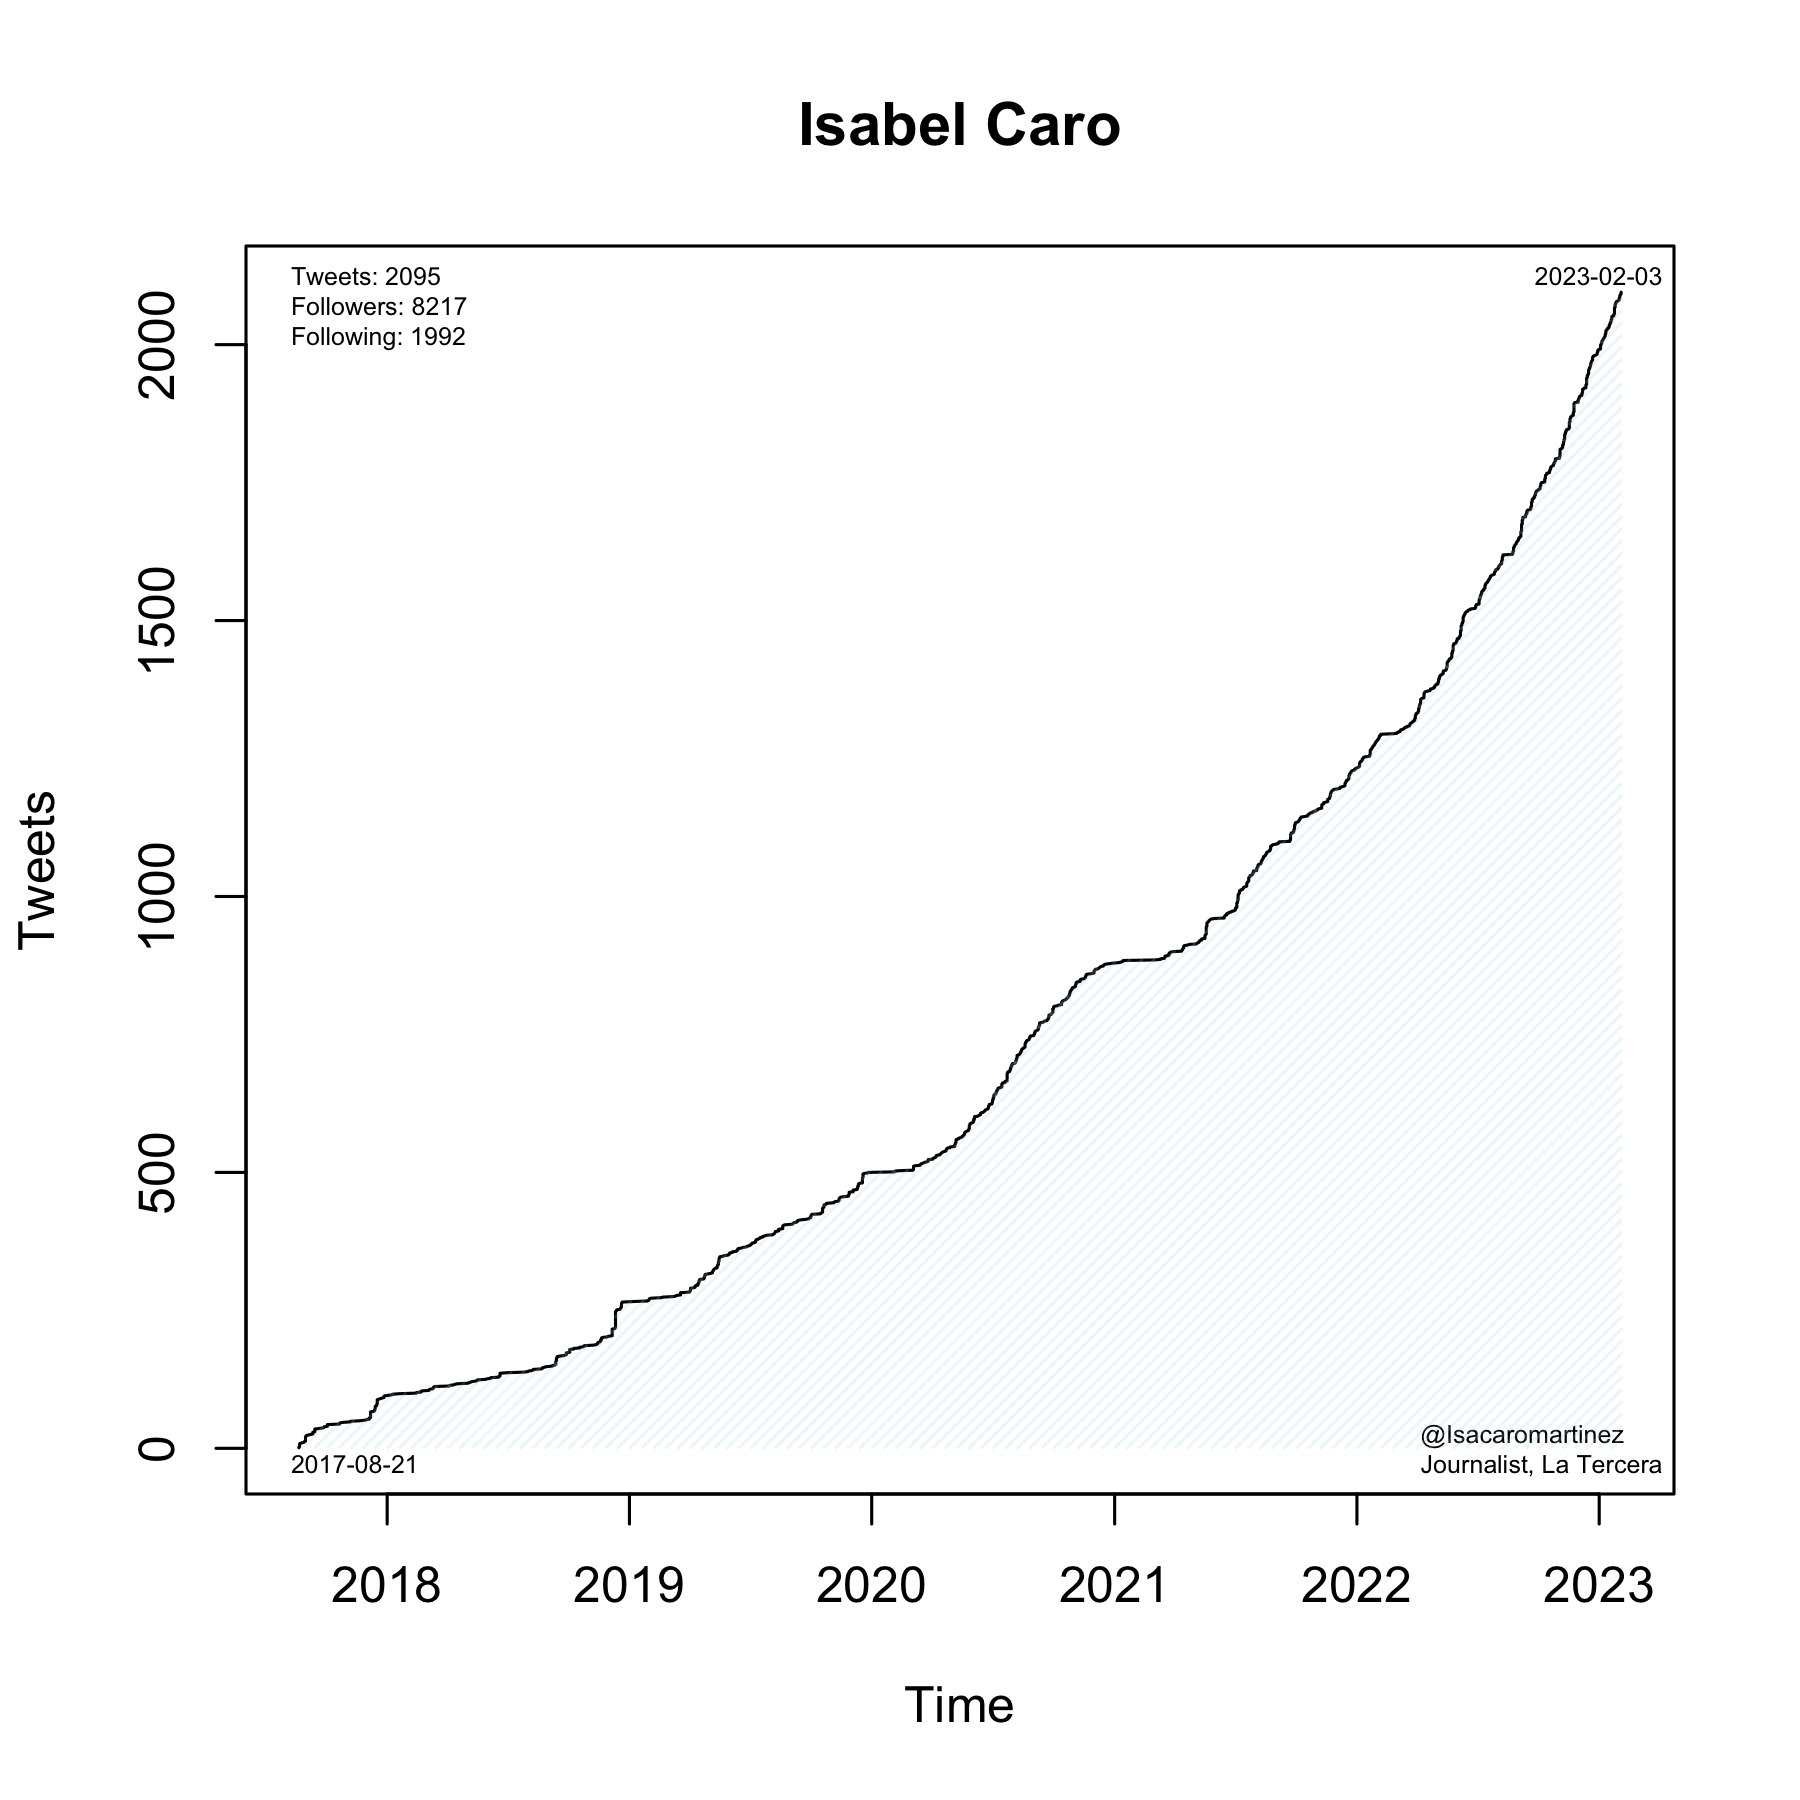 Isabel Caro
Tweets: 2095
Followers: 8217
Following: 1992
2023-02-03
2000
1500
1000
500
0
Tweets
2017-08-21
@Isacaromartinez
Journalist, La Tercera
2018
2019
2020
2021
2022
2023
Time